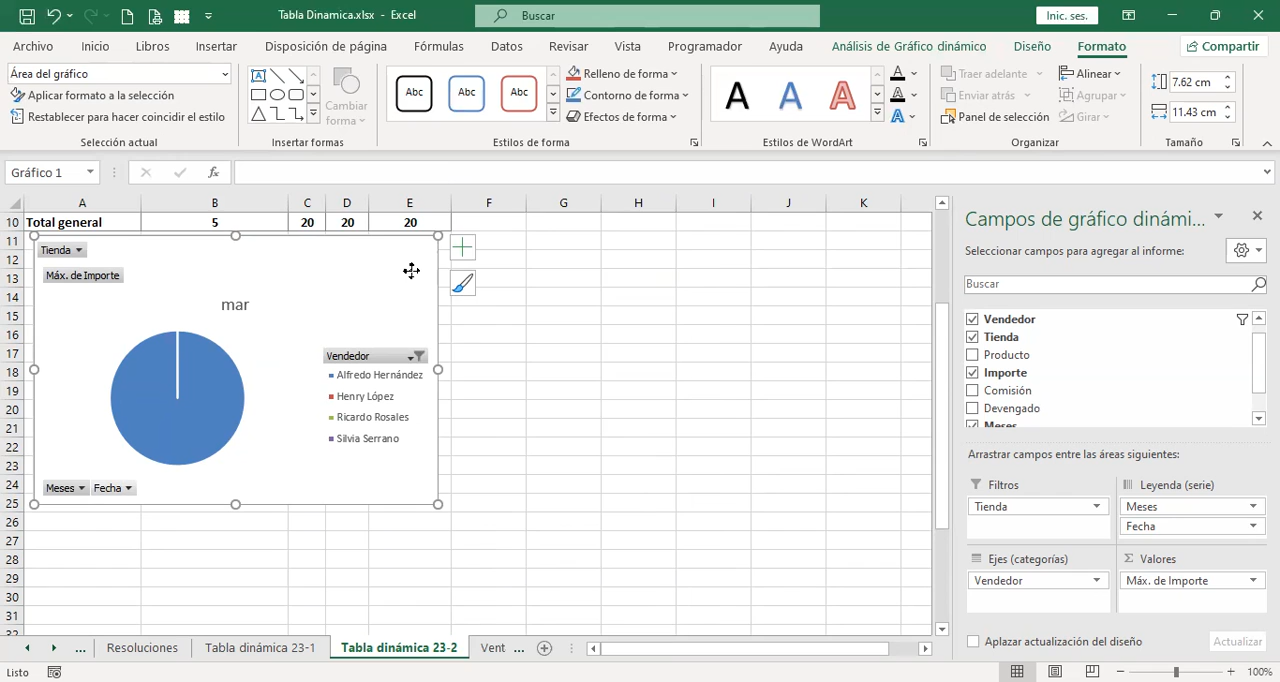 Tabla Dinamica.xlsx - Excel
Buscar
Inic. ses.
Archivo Inicio Libros Insertar Disposición de página Fórmulas Datos Revisar Vista Programador Ayuda Análisis de Gráfico dinámico Diseño Formato Compartir
Área del gráfico
Aplicar formato a la selección
Restablecer para hacer coincidir el estilo
Selección actual
Cambiar
forma
Insertar formas
Abc Abc Abc
Relleno de forma
Contorno de forma
Efectos de forma
Estilos de forma
A A A
Estilos de WordArt
Traer adelante
Enviar atrás
Panel de selección
Alinear
Agrupar
Girar
Organizar
7.62 cm
11.43 cm
Tamaño
Gráfico 1
fx
A B C D E F G H I J K
10 Total general 5 20 20 20
11
12
13
14
15
16
17
18
19
20
21
22
23
24
25
26
27
28
29
30
31
32
Tienda
Máx. de Importe
mar
Vendedor
Alfredo Hernández
Henry López
Ricardo Rosales
Silvia Serrano
Meses Fecha
Campos de gráfico dinámi...
Seleccionar campos para agregar al informe:
Buscar
Vendedor
Tienda
Producto
Importe
Comisión
Devengado
Meses
Arrastrar campos entre las áreas siguientes:
Filtros
Tienda
Leyenda (serie)
Meses
Fecha
Ejes (categorías)
Vendedor
Σ Valores
Máx. de Importe
Aplazar actualización del diseño
Actualizar
... Resoluciones Tabla dinámica 23-1 Tabla dinámica 23-2 Vent ...
Listo
100%